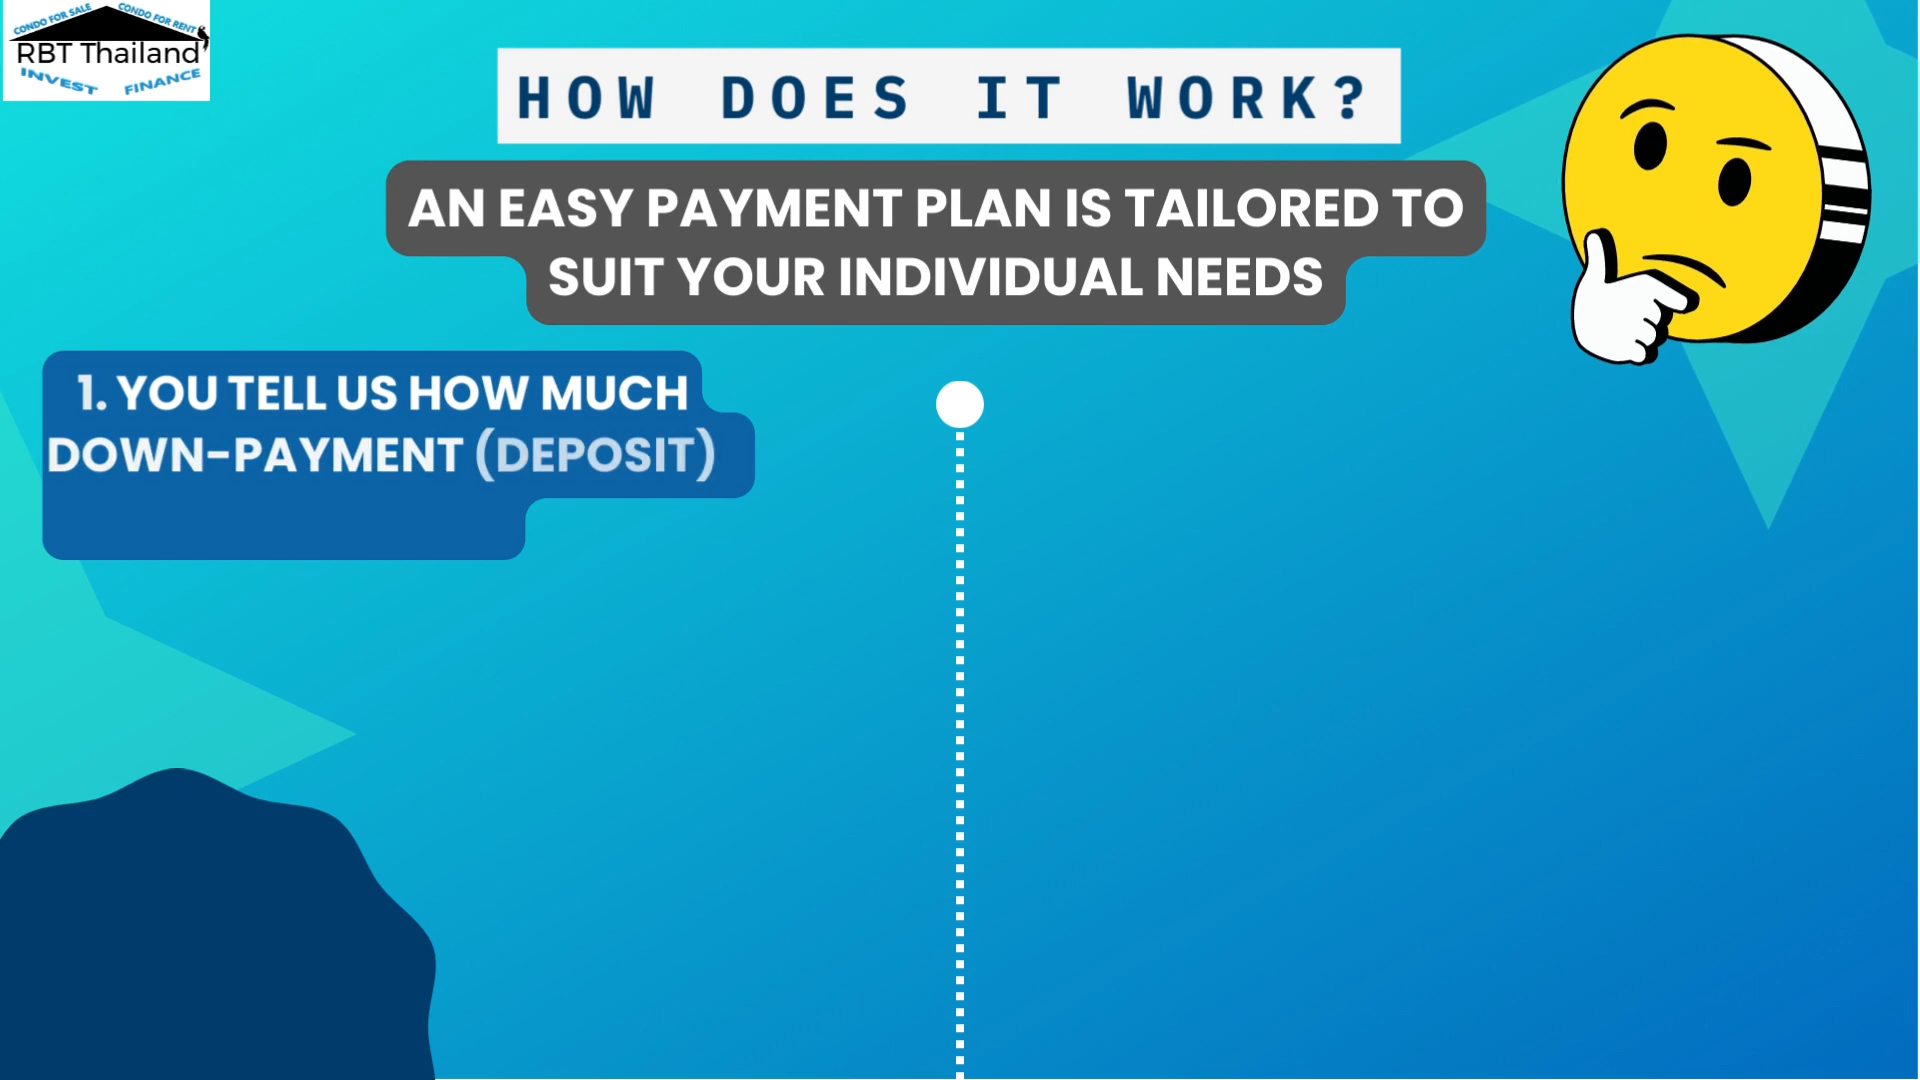 CONDO FOR SALE
CONDO FOR RENT
RBT Thailand
INVEST
FINANCE
HOW DOES IT WORK?
AN EASY PAYMENT PLAN IS TAILORED TO
SUIT YOUR INDIVIDUAL NEEDS
1. YOU TELL US HOW MUCH
DOWN-PAYMENT (DEPOSIT)